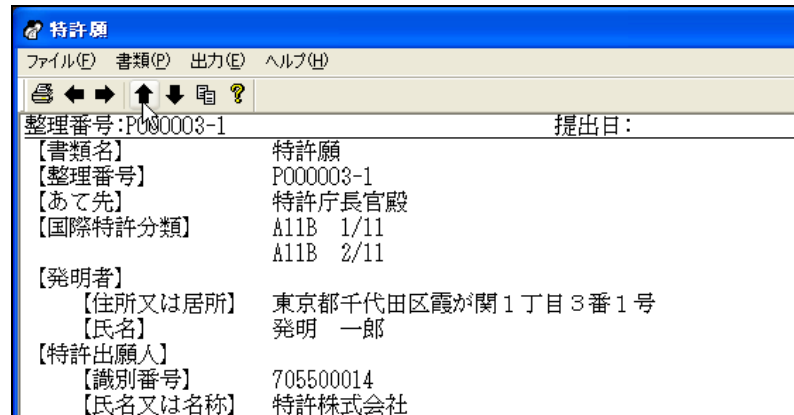 特許願
ファイル(F) 書類(P) 出力(E) ヘルプ(H)
整理番号:P000003-1 提出日:
【書類名】 特許願
【整理番号】 P000003-1
【あて先】 特許庁長官殿
【国際特許分類】 A11B 1/11
A11B 2/11
【発明者】
【住所又は居所】 東京都千代田区霞が関1丁目3番1号
【氏名】 発明 一郎
【特許出願人】
【識別番号】 705500014
【氏名又は名称】 特許株式会社